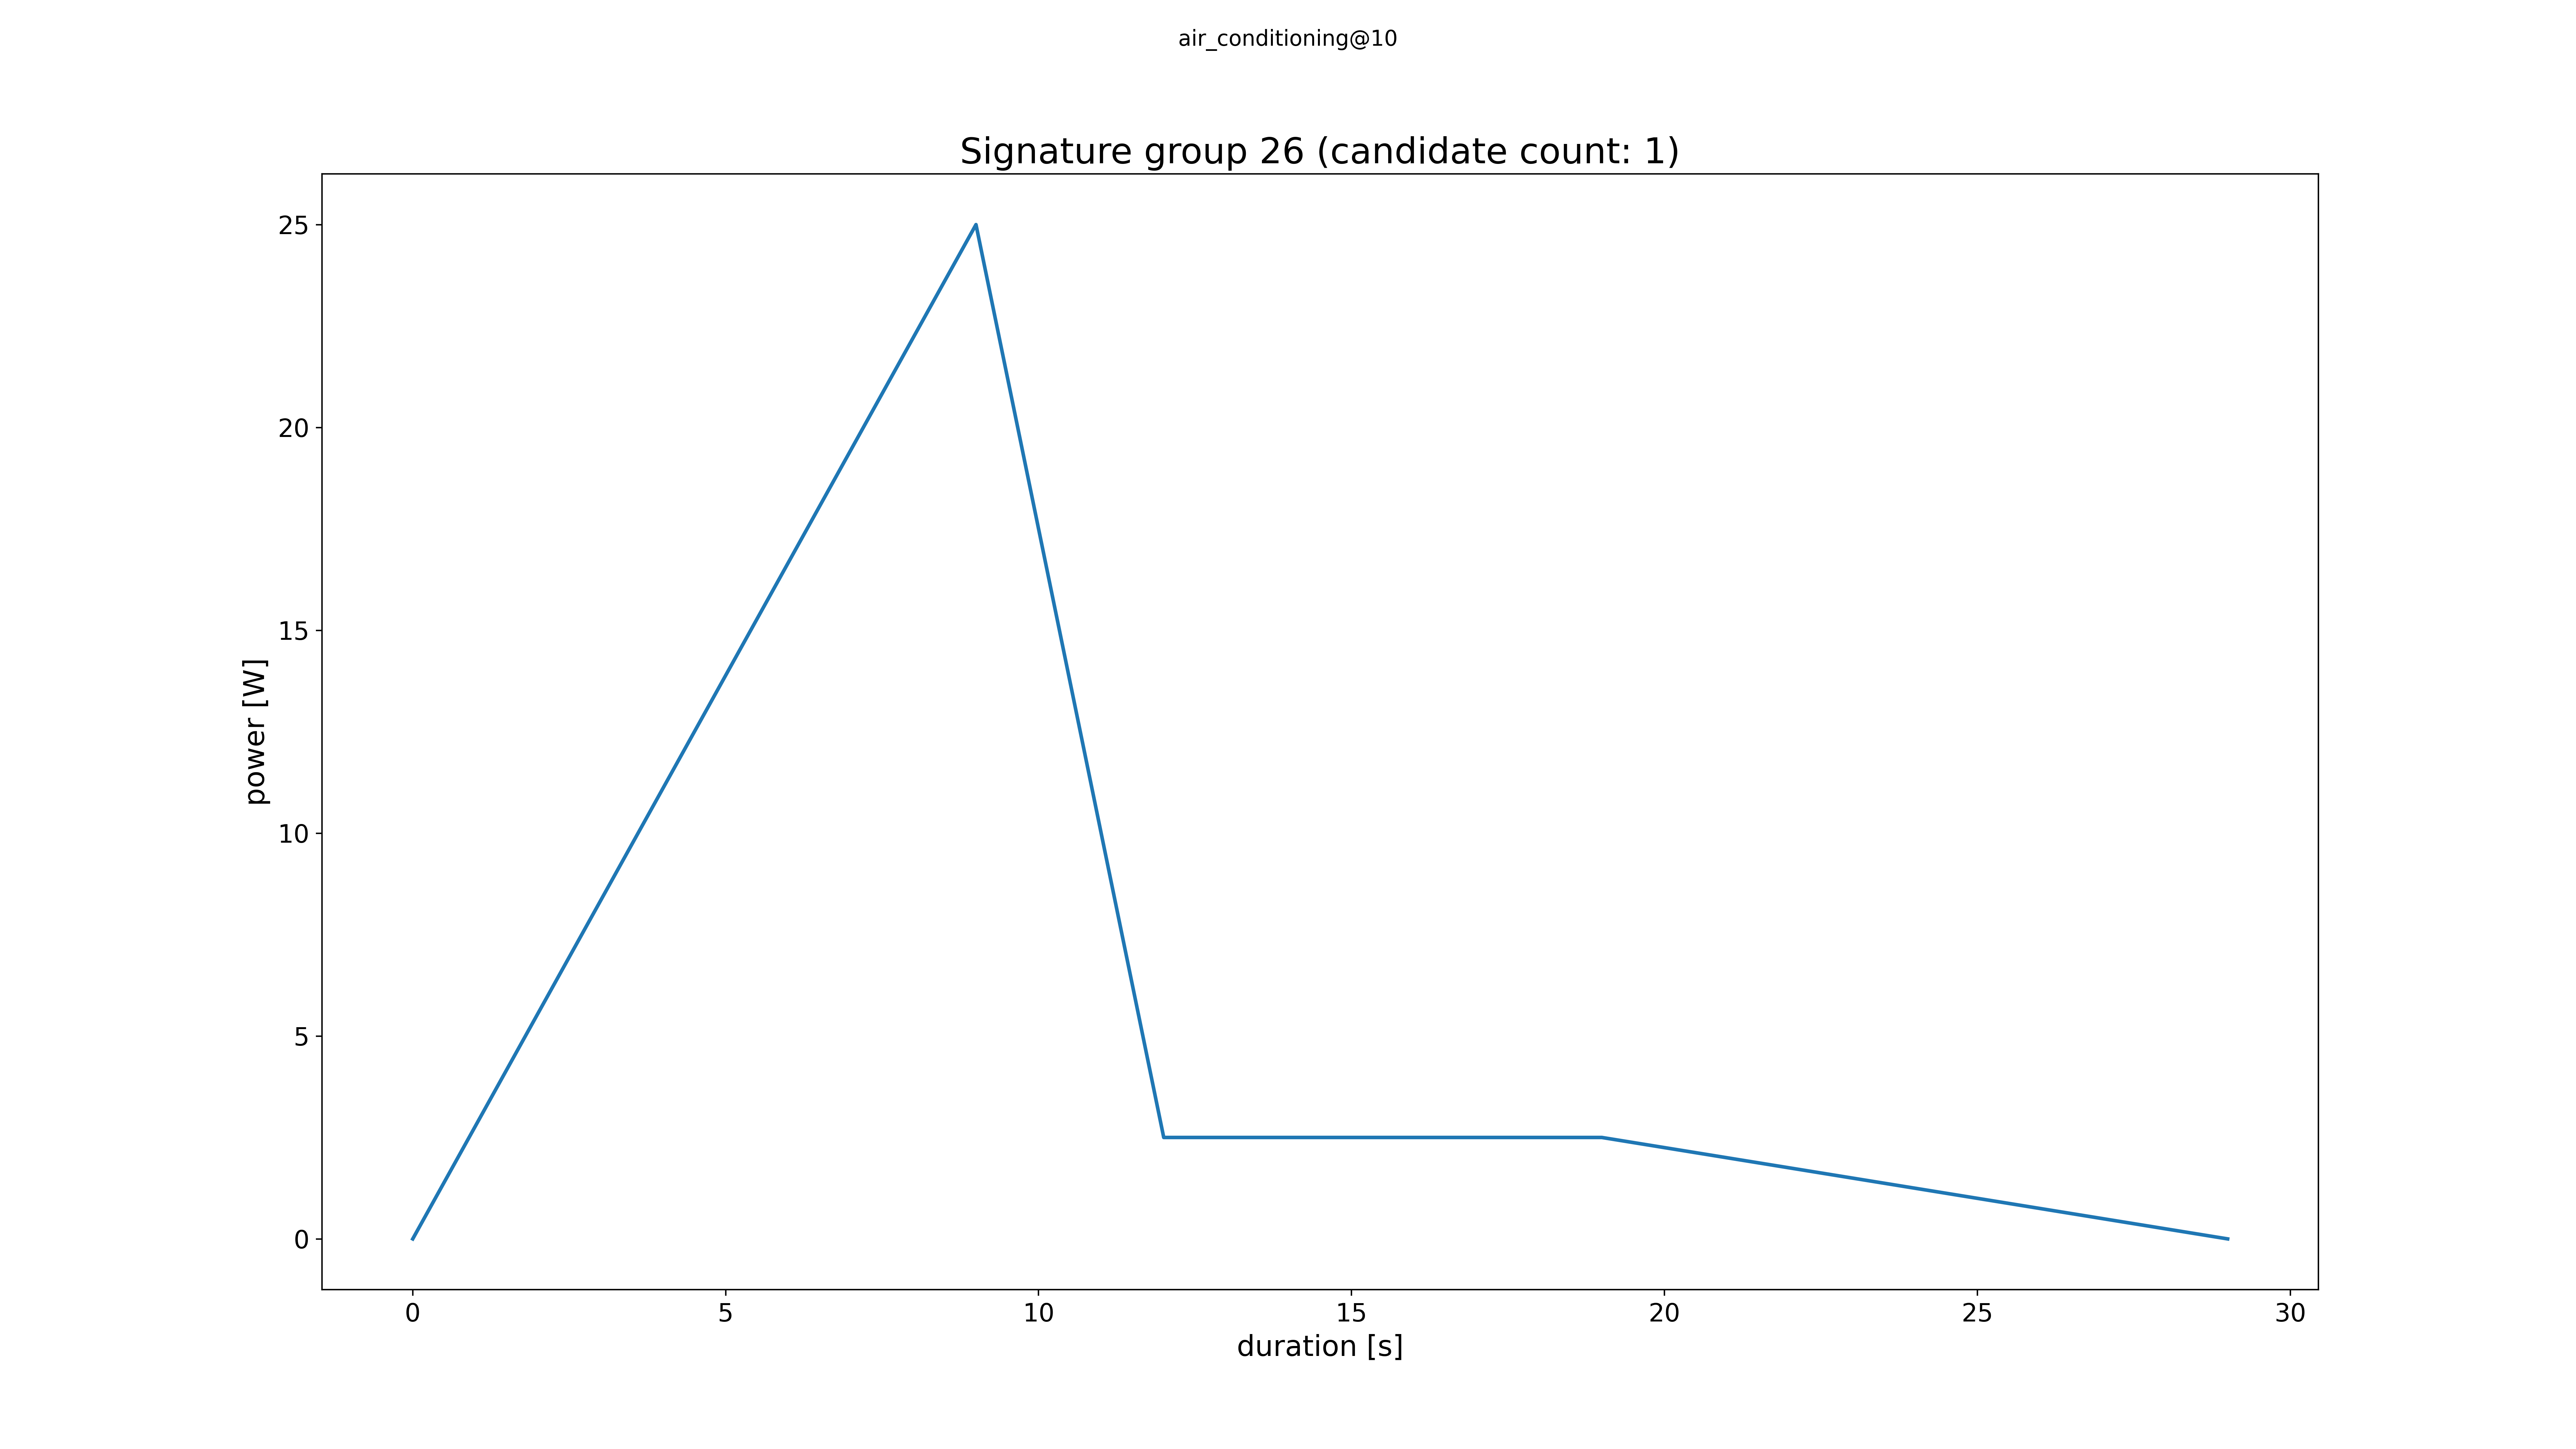 air_conditioning@10
Signature group 26 (candidate count: 1)
power [W]
25
20
15
10
5
0
0 5 10 15 20 25 30
duration [s]